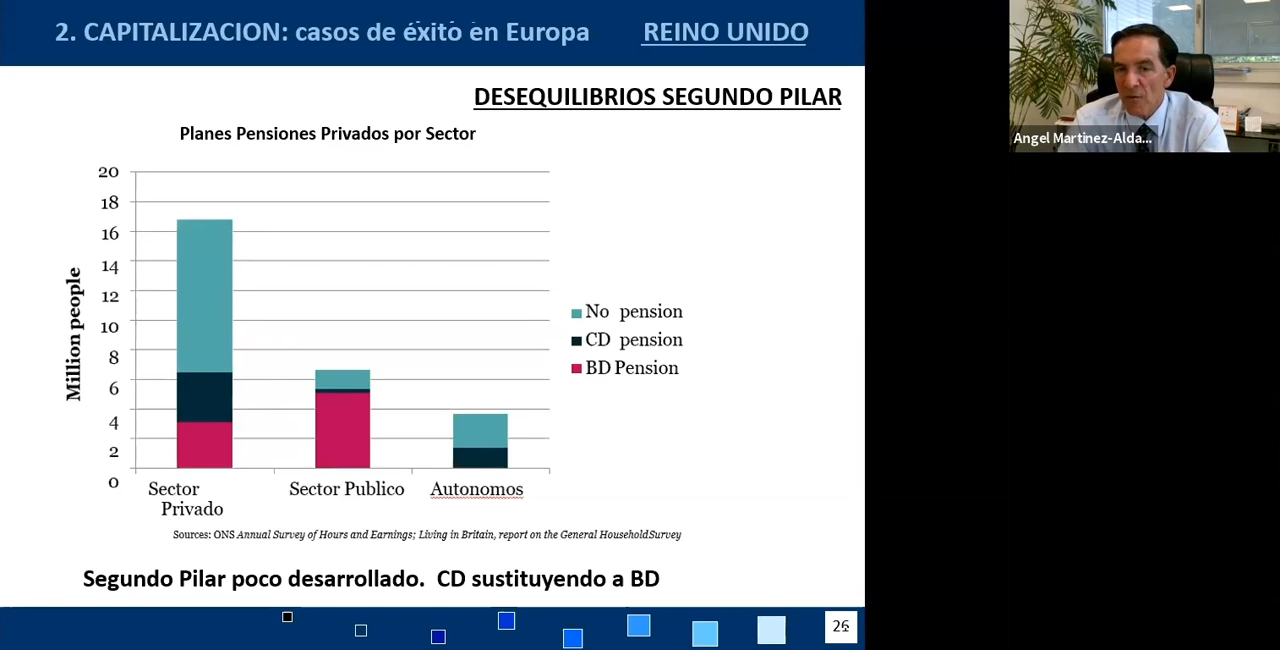 2. CAPITALIZACION: casos de éxito en Europa REINO UNIDO
DESEQUILIBRIOS SEGUNDO PILAR
Planes Pensiones Privados por Sector
20
18
16
14
12
10
8
6
4
2
0
Million people
No pension
CD pension
BD Pension
Sector Privado
Sector Publico
Autonomos
Sources: ONS Annual Survey of Hours and Earnings; Living in Britain, report on the General HouseholdSurvey
Segundo Pilar poco desarrollado. CD sustituyendo a BD
26
Angel Martinez-Alda...